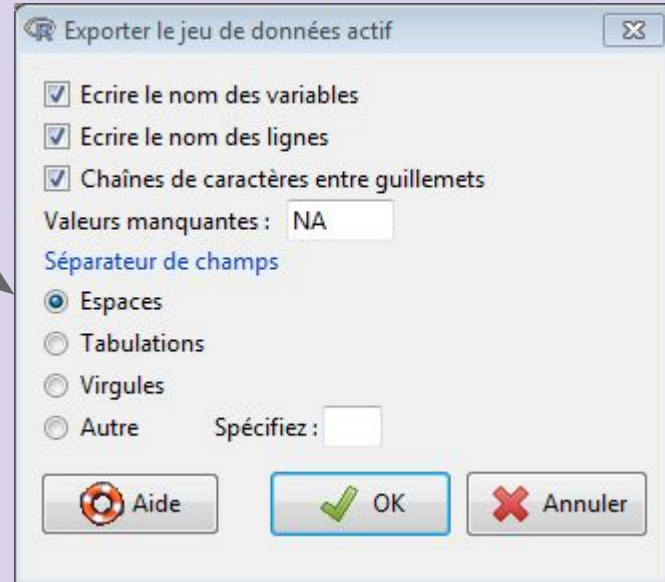 Exporter le jeu de données actif
Ecrire le nom des variables
Ecrire le nom des lignes
Chaînes de caractères entre guillemets
Valeurs manquantes : NA
Séparateur de champs
Espaces
Tabulations
Virgules
Autre Spécifiez :
Aide OK Annuler